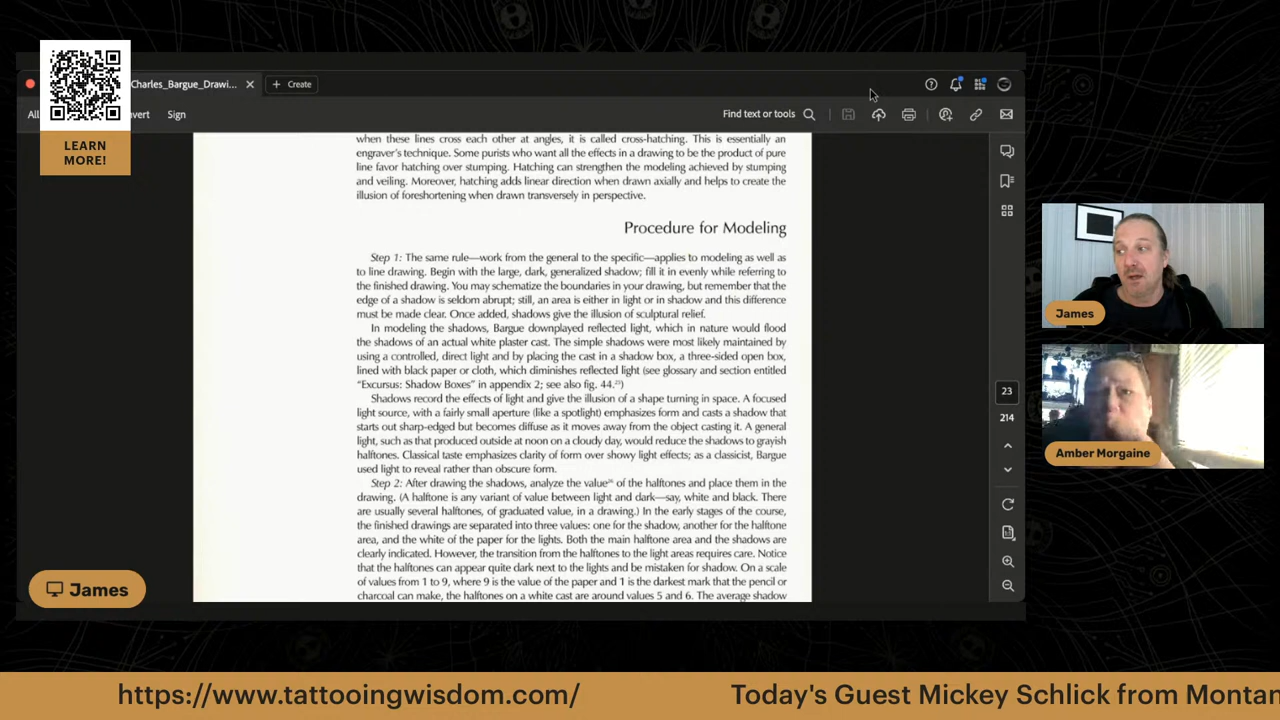 LEARN
MORE!
Charles_Bargue_Drawi...
Create
All
nvert
Sign
Find text or tools
when these lines cross each other at angles, it is called cross-hatching. This is essentially an
engraver's technique. Some purists who want all the effects in a drawing to be the product of pure
line favor hatching over stumping. Hatching can strengthen the modeling achieved by stumping
and veiling. Moreover, hatching adds linear direction when drawn axially and helps to create the
illusion of foreshortening when drawn transversely in perspective.
Procedure for Modeling
Step 1: The same rule—work from the general to the specific—applies to modeling as well as
to line drawing. Begin with the large, dark, generalized shadow; fill it in evenly while referring to
the finished drawing. You may schematize the boundaries in your drawing, but remember that the
edge of a shadow is seldom abrupt; still, an area is either in light or in shadow and this difference
must be made clear. Once added, shadows give the illusion of sculptural relief.
In modeling the shadows, Bargue downplayed reflected light, which in nature would flood
the shadows of an actual white plaster cast. The simple shadows were most likely maintained by
using a controlled, direct light and by placing the cast in a shadow box, a three-sided open box,
lined with black paper or cloth, which diminishes reflected light (see glossary and section entitled
"Excursus: Shadow Boxes" in appendix 2; see also fig. 44.²⁵)
Shadows record the effects of light and give the illusion of a shape turning in space. A focused
light source, with a fairly small aperture (like a spotlight) emphasizes form and casts a shadow that
starts out sharp-edged but becomes diffuse as it moves away from the object casting it. A general
light, such as that produced outside at noon on a cloudy day, would reduce the shadows to grayish
halftones. Classical taste emphasizes clarity of form over showy light effects; as a classicist, Bargue
used light to reveal rather than obscure form.
Step 2: After drawing the shadows, analyze the value²⁶ of the halftones and place them in the
drawing. (A halftone is any variant of value between light and dark—say, white and black. There
are usually several halftones, of graduated value, in a drawing.) In the early stages of the course,
the finished drawings are separated into three values: one for the shadow, another for the halftone
area, and the white of the paper for the lights. Both the main halftone area and the shadows are
clearly indicated. However, the transition from the halftones to the light areas requires care. Notice
that the halftones can appear quite dark next to the lights and be mistaken for shadow. On a scale
of values from 1 to 9, where 9 is the value of the paper and 1 is the darkest mark that the pencil or
charcoal can make, the halftones on a white cast are around values 5 and 6. The average shadow
23
214
James
Amber Morgaine
James
https://www.tattooingwisdom.com/
Today's Guest Mickey Schlick from Montan